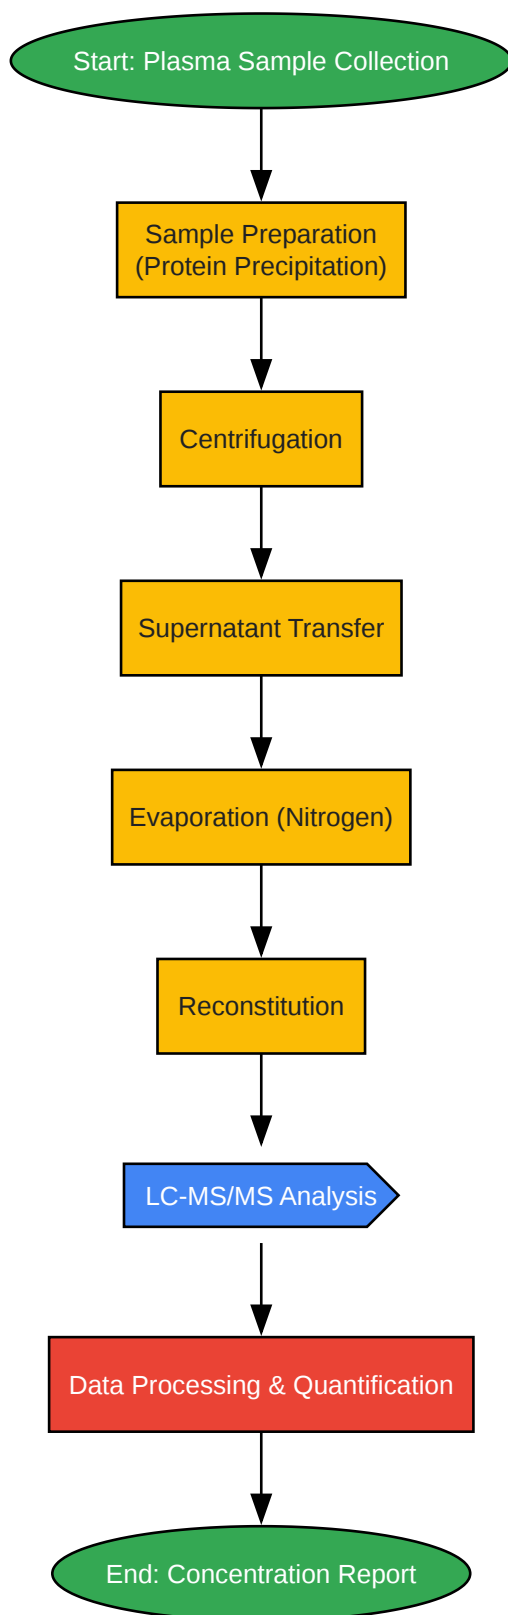 Start: Plasma Sample Collection
Sample Preparation
(Protein Precipitation)
Centrifugation
Supernatant Transfer
Evaporation (Nitrogen)
Reconstitution
LC-MS/MS Analysis
Data Processing & Quantification
End: Concentration Report